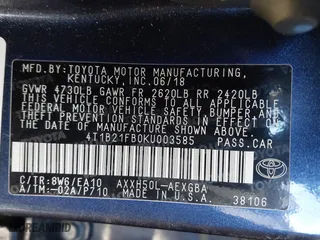 MFD. BY:TOYOTA MOTOR MANUFACTURING,
KENTUCKY,INC.06/18
GVWR 4730LB GAWR FR 2620LB RR 2420LB
THIS VEHICLE CONFORMS TO ALL APPLICABLE
FEDERAL MOTOR VEHICLE SAFETY, BUMPER, AND
THEFT PREVENTION STANDARDS IN EFFECT ON
THE DATE OF MANUFACTURE SHOWN ABOVE.
4T1B21FB0KU003585 PASS.CAR
C/TR:8W6/EA10 AXXH50L-AEXGBA
A/TM:-02A/P710
TOYOTA
38106